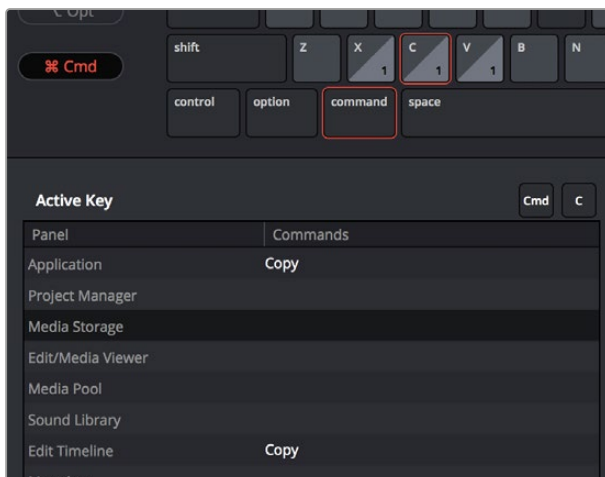 ⌥ Opt
shift Z X C V B N
1 1 1
⌘ Cmd
control option command space
Active Key Cmd C
Panel Commands
Application Copy
Project Manager
Media Storage
Edit/Media Viewer
Media Pool
Sound Library
Edit Timeline Copy